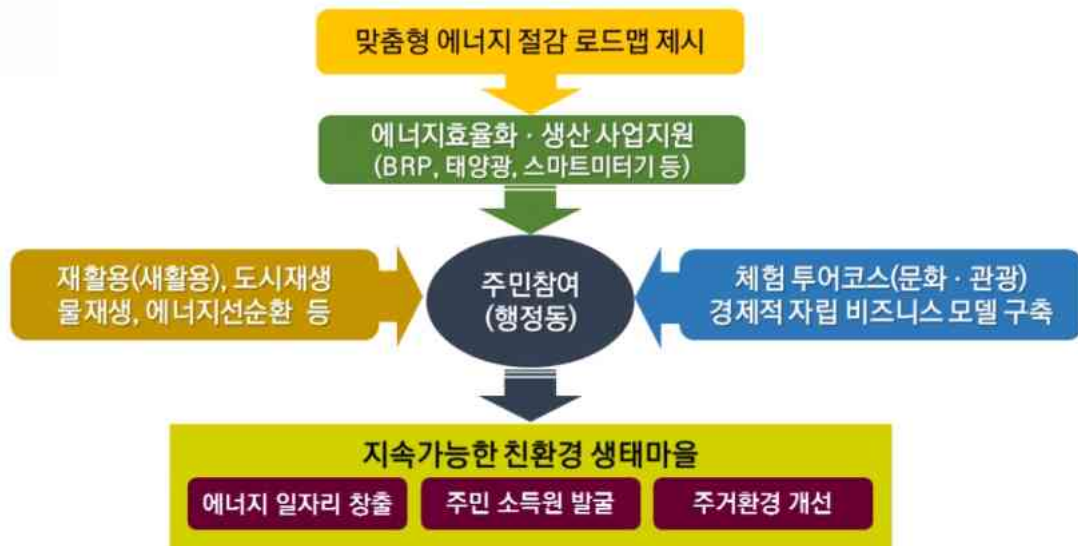 맞춤형 에너지 절감 로드맵 제시
에너지효율화 · 생산 사업지원
(BRP, 태양광, 스마트미터기 등)
재활용(새활용), 도시재생
물재생, 에너지선순환 등
주민참여
(행정동)
체험 투어코스(문화 · 관광)
경제적 자립 비즈니스 모델 구축
지속가능한 친환경 생태마을
에너지 일자리 창출
주민 소득원 발굴
주거환경 개선